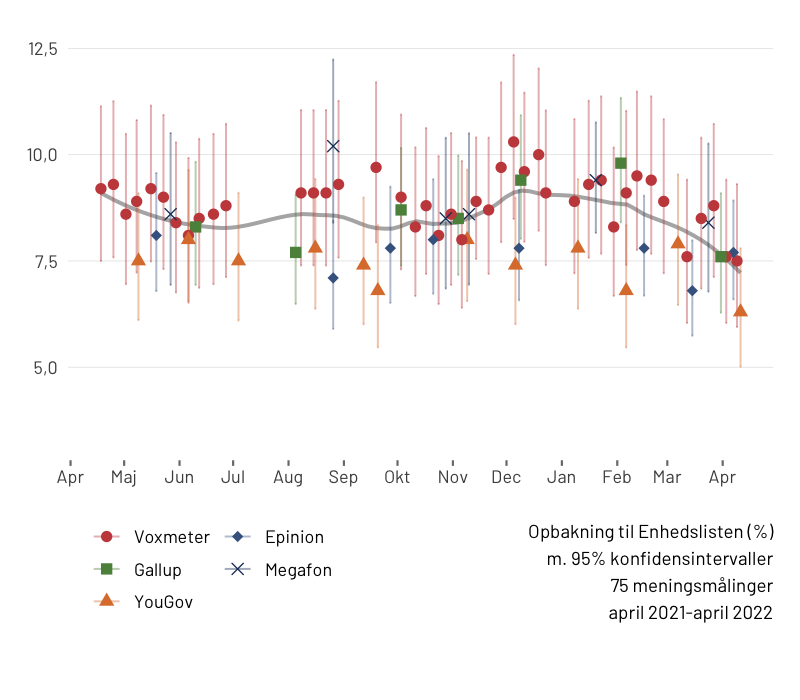 12,5
10,0
7,5
5,0
Apr Maj Jun Jul Aug Sep Okt Nov Dec Jan Feb Mar Apr
Voxmeter Epinion
Gallup Megafon
YouGov
Opbakning til Enhedslisten (%)
m. 95% konfidensintervaller
75 meningsmålinger
april 2021-april 2022